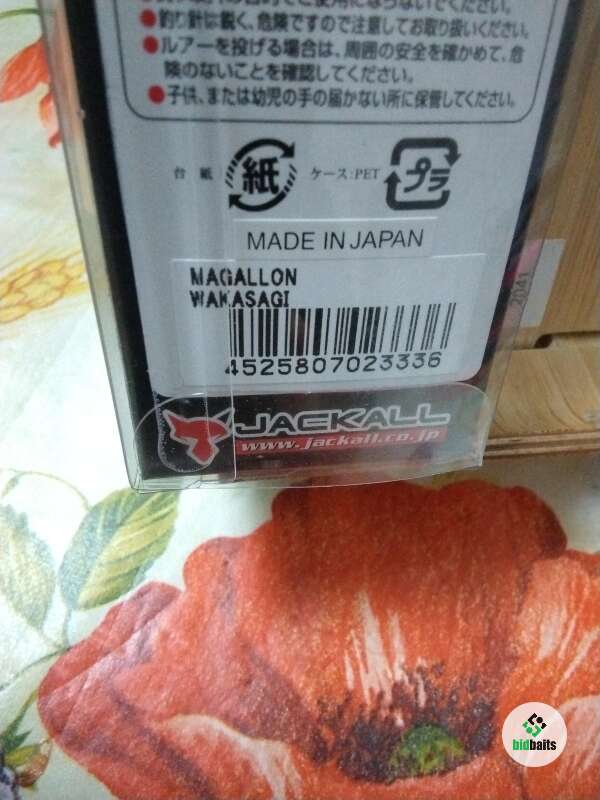 ●釣り針は鋭く、危険ですので注意してお取り扱いください。
●ルアーを投げる場合は、周囲の安全を確かめて、危
険のないことを確認してください。
●子供、または幼児の手の届かない所に保管してください。
台 紙 紙 ケース:PET プラ
MADE IN JAPAN
MAGALLON
WAKASAGI
4525807023336
2041
JACKALL
www.jackall.co.jp
bidbaits